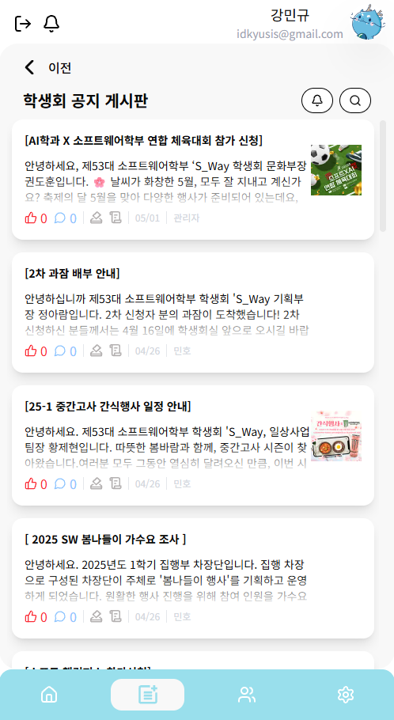 강민규
idkyusis@gmail.com
이전
학생회 공지 게시판
[AI학과 X 소프트웨어학부 연합 체육대회 참가 신청]
안녕하세요, 제53대 소프트웨어학부 ‘S_Way 학생회 문화부장
권도훈입니다. 🌸 날씨가 화창한 5월, 모두 잘 지내고 계신가
요? 축제의 달 5월을 맞아 다양한 행사가 준비되어 있는데요,
0 0 05/01 관리자
[2차 과잠 배부 안내]
안녕하십니까 제53대 소프트웨어학부 학생회 'S_Way 기획부
장 정아람입니다. 2차 신청자 분의 과잠이 도착했습니다! 2차
신청하신 분들께서는 4월 16일에 학생회실 앞으로 오시길 바랍
0 0 04/26 민호
[25-1 중간고사 간식행사 일정 안내]
간식행사
안녕하세요. 제53대 소프트웨어학부 학생회 'S_Way, 일상사업
팀장 황제현입니다. 따뜻한 봄바람과 함께, 중간고사 시즌이 찾
아왔습니다.여러분 모두 그동안 열심히 달려오신 만큼, 이번 시
0 0 04/26 민호
[ 2025 SW 봄나들이 가수요 조사 ]
안녕하세요. 2025년도 1학기 집행부 차장단입니다. 집행 차장
으로 구성된 차장단이 주체로 '봄나들이 행사'를 기획하고 운영
하게 되었습니다. 원활한 행사 진행을 위해 참여 인원을 가수요
0 0 04/26 민호